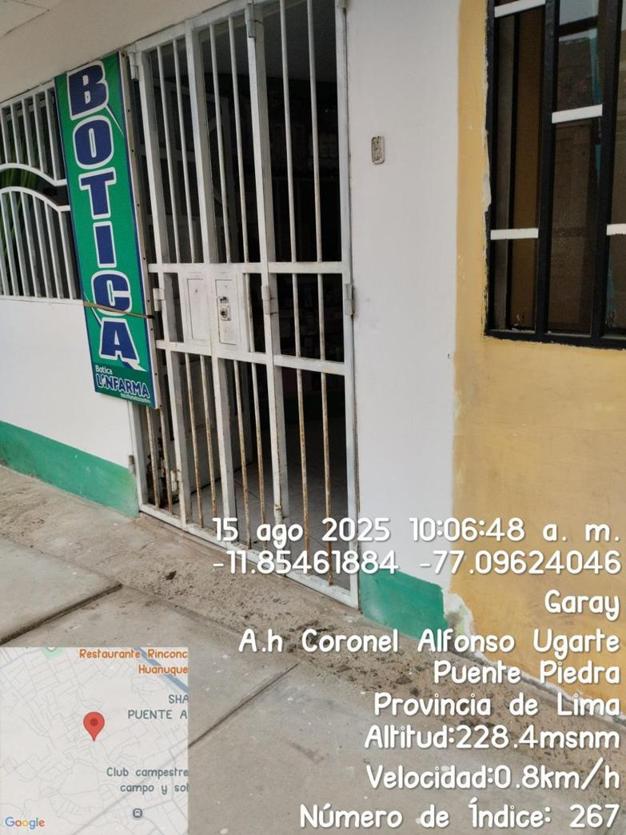 BOTICA
Botica
LINFARMA
15 ago 2025 10:06:48 a. m.
-11.85461884 -77.09624046
Garay
A.h Coronel Alfonso Ugarte
Puente Piedra
Provincia de Lima
Altitud:228.4msnm
Velocidad:0.8km/h
Número de Índice: 267
Restaurante Rinconc
Huanuque
SHA
PUENTE A
Club campestre
campo y sol
Google